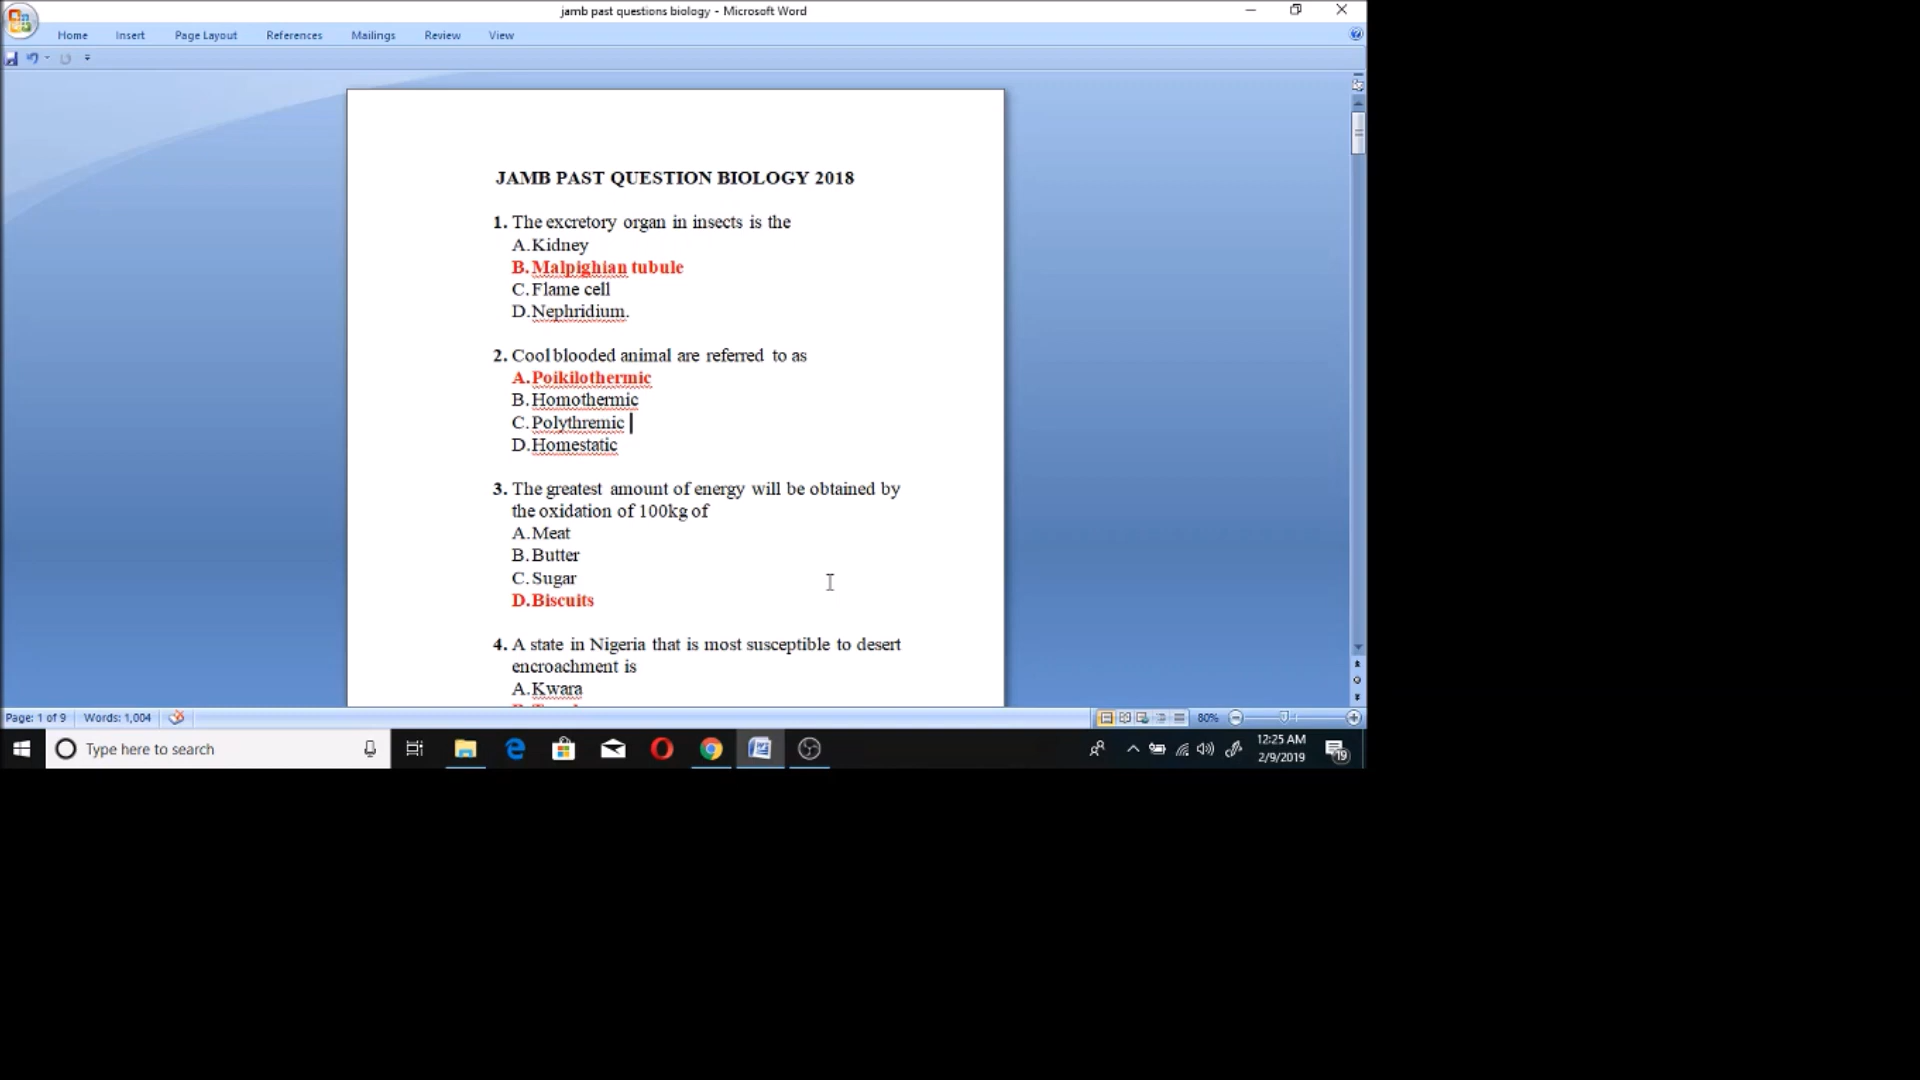 jamb past questions biology - Microsoft Word
Home Insert Page Layout References Mailings Review View
JAMB PAST QUESTION BIOLOGY 2018
1. The excretory organ in insects is the
A. Kidney
B. Malpighian tubule
C. Flame cell
D. Nephridium.
2. Cool blooded animal are referred to as
A. Poikilothermic
B. Homothermic
C. Polythremic
D. Homestatic
3. The greatest amount of energy will be obtained by
the oxidation of 100kg of
A. Meat
B. Butter
C. Sugar
D. Biscuits
4. A state in Nigeria that is most susceptible to desert
encroachment is
A. Kwara
Page: 1 of 9 Words: 1,004 80%
Type here to search
12:25 AM
2/9/2019
19